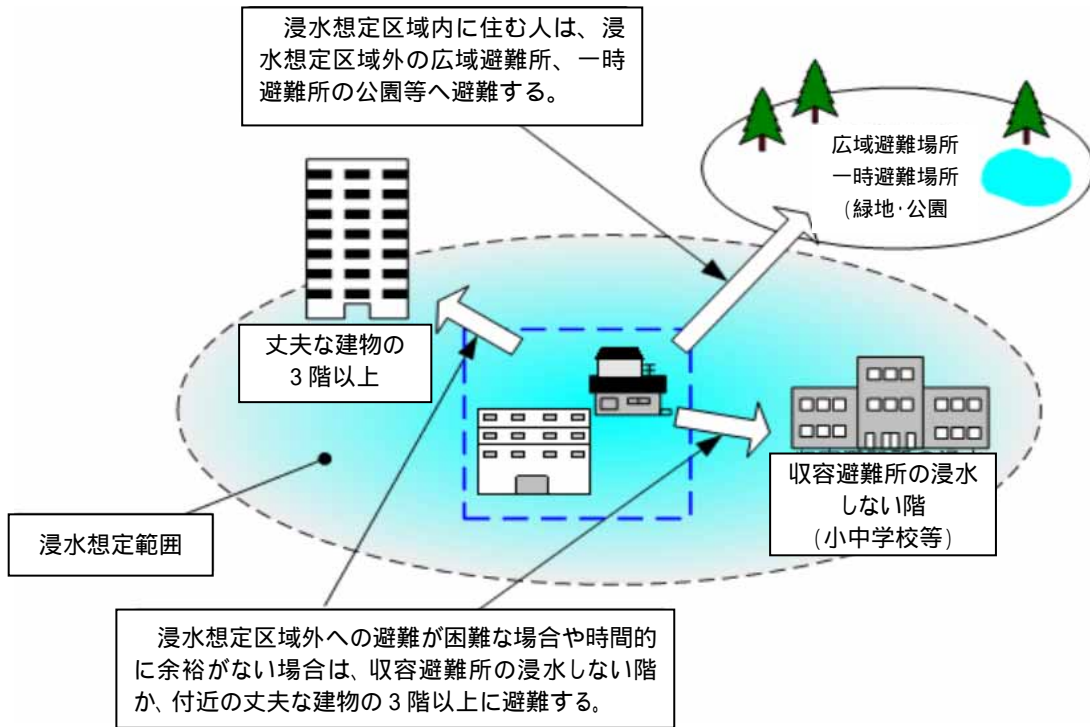 浸水想定区域内に住む人は、浸
水想定区域外の広域避難所、一時
避難所の公園等へ避難する。
広域避難場所
一時避難場所
(緑地・公園
丈夫な建物の
3階以上
収容避難所の浸水
しない階
(小中学校等)
浸水想定範囲
浸水想定区域外への避難が困難な場合や時間的
に余裕がない場合は、収容避難所の浸水しない階
か、付近の丈夫な建物の3階以上に避難する。